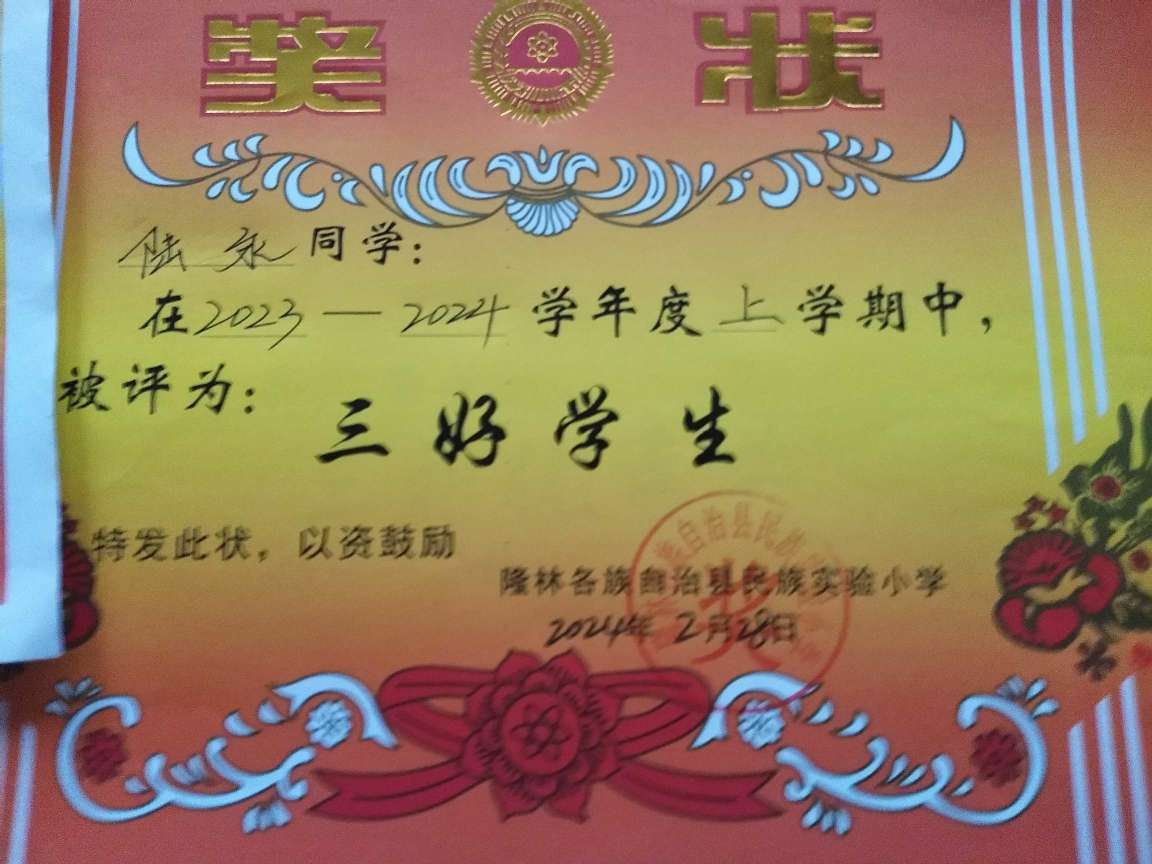 奖状
陆永同学：
在2023—2024学年度上学期中，
被评为：
三好学生
特发此状，以资鼓励
隆林各族自治县民族实验小学
2024年2月28日